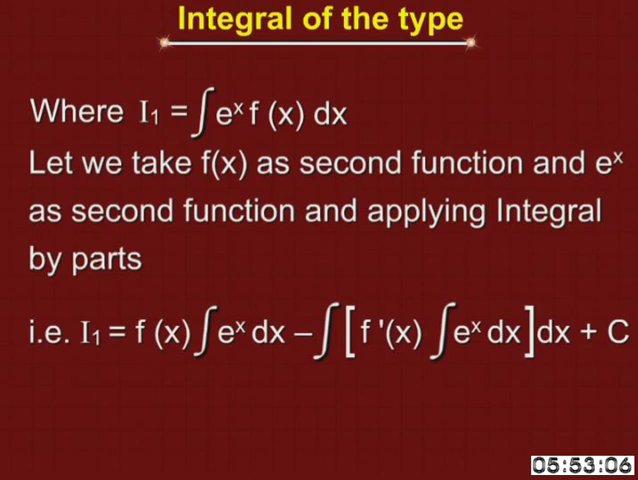 Integral of the type
Where I₁ = ∫eˣ f (x) dx
Let we take f(x) as second function and eˣ
as second function and applying Integral
by parts
i.e. I₁ = f (x)∫eˣ dx – ∫[f '(x) ∫eˣ dx]dx + C
05:53:06